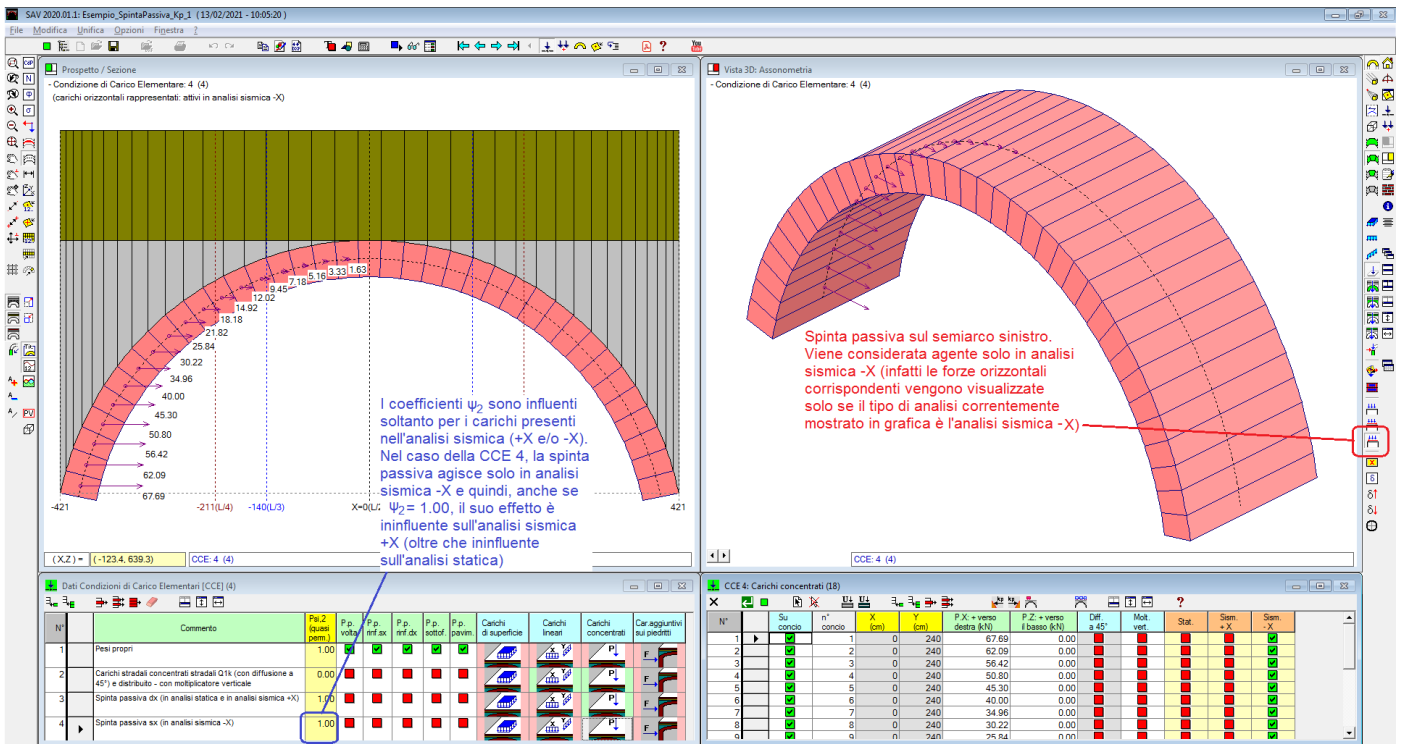 SAV 2020.01.1: Esempio_SpintaPassiva_Kp_1 ( 13/02/2021 - 10:05:20 )
File Modifica Unifica Opzioni Finestra ?
Prospetto / Sezione
- Condizione di Carico Elementare: 4 (4)
(carichi orizzontali rappresentati: attivi in analisi sismica -X)
1.63
3.33
5.16
7.18
9.45
12.02
14.92
18.18
21.82
25.84
30.22
34.96
40.00
45.30
50.80
56.42
62.09
67.69
-421
-211(L/4)
-140(L/3)
X=0(L/2
421
I coefficienti ψ2 sono influenti
soltanto per i carichi presenti
nell'analisi sismica (+X e/o -X).
Nel caso della CCE 4, la spinta
passiva agisce solo in analisi
sismica -X e quindi, anche se
ψ2= 1.00, il suo effetto è
ininfluente sull'analisi sismica
+X (oltre che ininfluente
sull'analisi statica)
(X,Z) = (-123.4, 639.3)
CCE: 4 (4)
Vista 3D: Assonometria
- Condizione di Carico Elementare: 4 (4)
Spinta passiva sul semiarco sinistro.
Viene considerata agente solo in analisi
sismica -X (infatti le forze orizzontali
corrispondenti vengono visualizzate
solo se il tipo di analisi correntemente
mostrato in grafica è l'analisi sismica -X)
CCE: 4 (4)
Dati Condizioni di Carico Elementari [CCE] (4)
N° Commento Psi,2 (quasi perm.) P.p. volta P.p. rinf.sx P.p. rinf.dx P.p. sottof. P.p. pavim. Carichi di superficie Carichi lineari Carichi concentrati Car.aggiuntivi sui piedritti
1 Pesi propri 1.00
2 Carichi stradali concentrati stradali Q1k (con diffusione a 45°) e distribuito - con moltiplicatore verticale 0.00
3 Spinta passiva dx (in analisi statica e in analisi sismica +X) 1.00
4 Spinta passiva sx (in analisi sismica -X) 1.00
CCE 4: Carichi concentrati (18)
N° Su concio n° concio X (cm) Y (cm) P.X: + verso destra (kN) P.Z: + verso il basso (kN) Diff. a 45° Molt. vert. Stat. Sism. + X Sism. - X
1 1 0 240 67.69 0.00
2 2 0 240 62.09 0.00
3 3 0 240 56.42 0.00
4 4 0 240 50.80 0.00
5 5 0 240 45.30 0.00
6 6 0 240 40.00 0.00
7 7 0 240 34.96 0.00
8 8 0 240 30.22 0.00
9 9 0 240 25.84 0.00